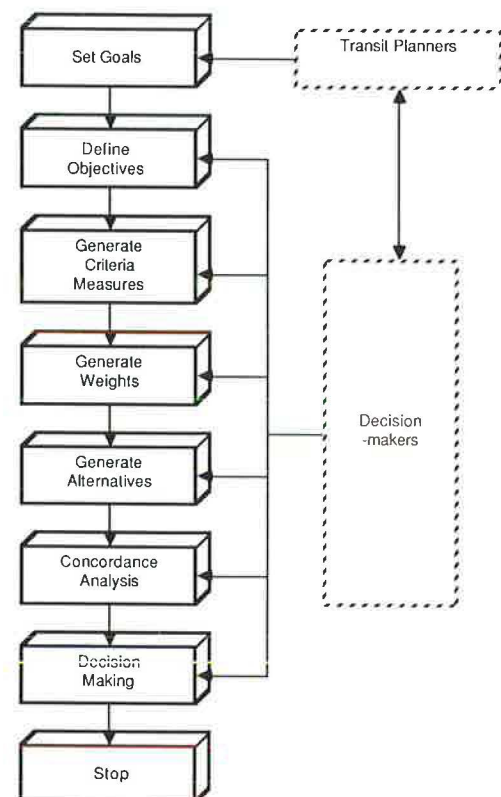 Set Goals
Transit Planners
Define
Objectives
Generate
Criteria
Measures
Generate
Weights
Decision
-makers
Generate
Alternatives
Concordance
Analysis
Decision
Making
Stop